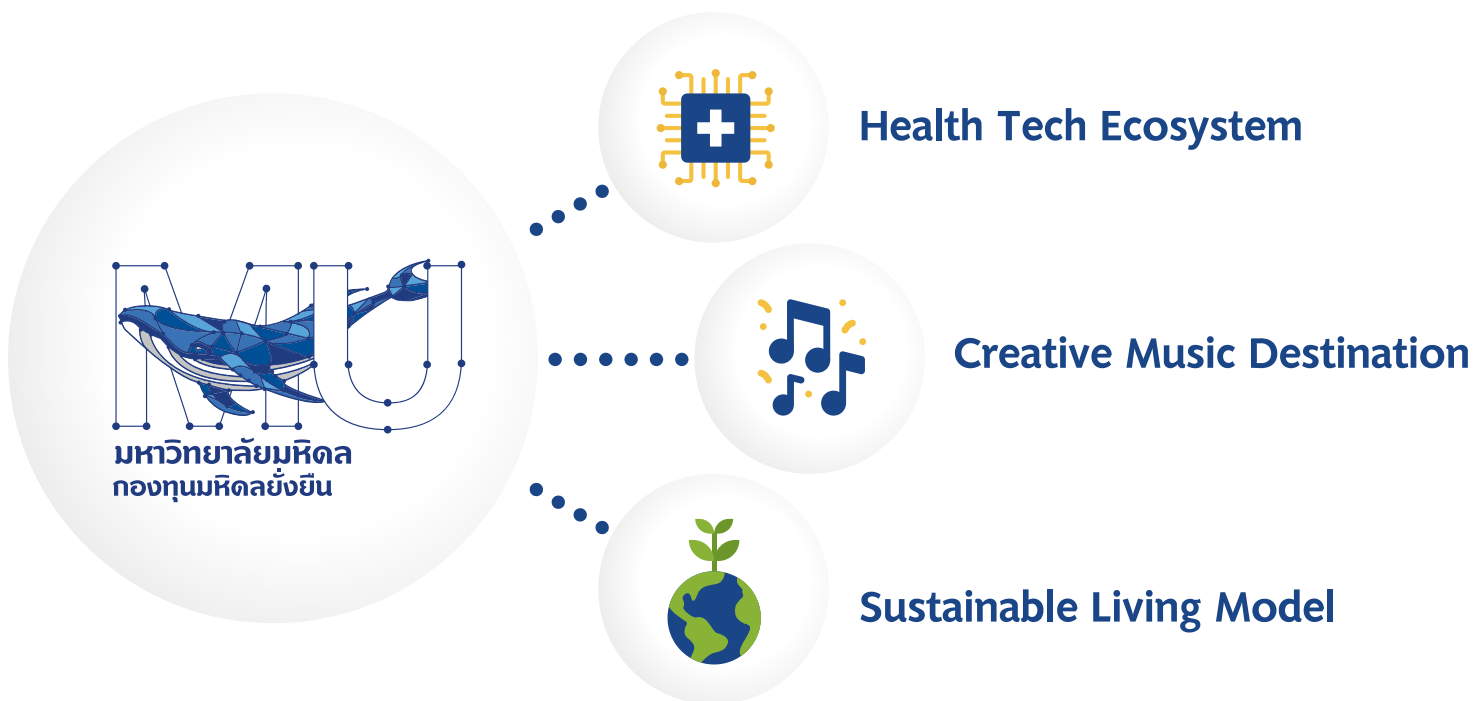 MU
มหาวิทยาลัยมหิดล
กองทุนมหิดลยั่งยืน
Health Tech Ecosystem
Creative Music Destination
Sustainable Living Model